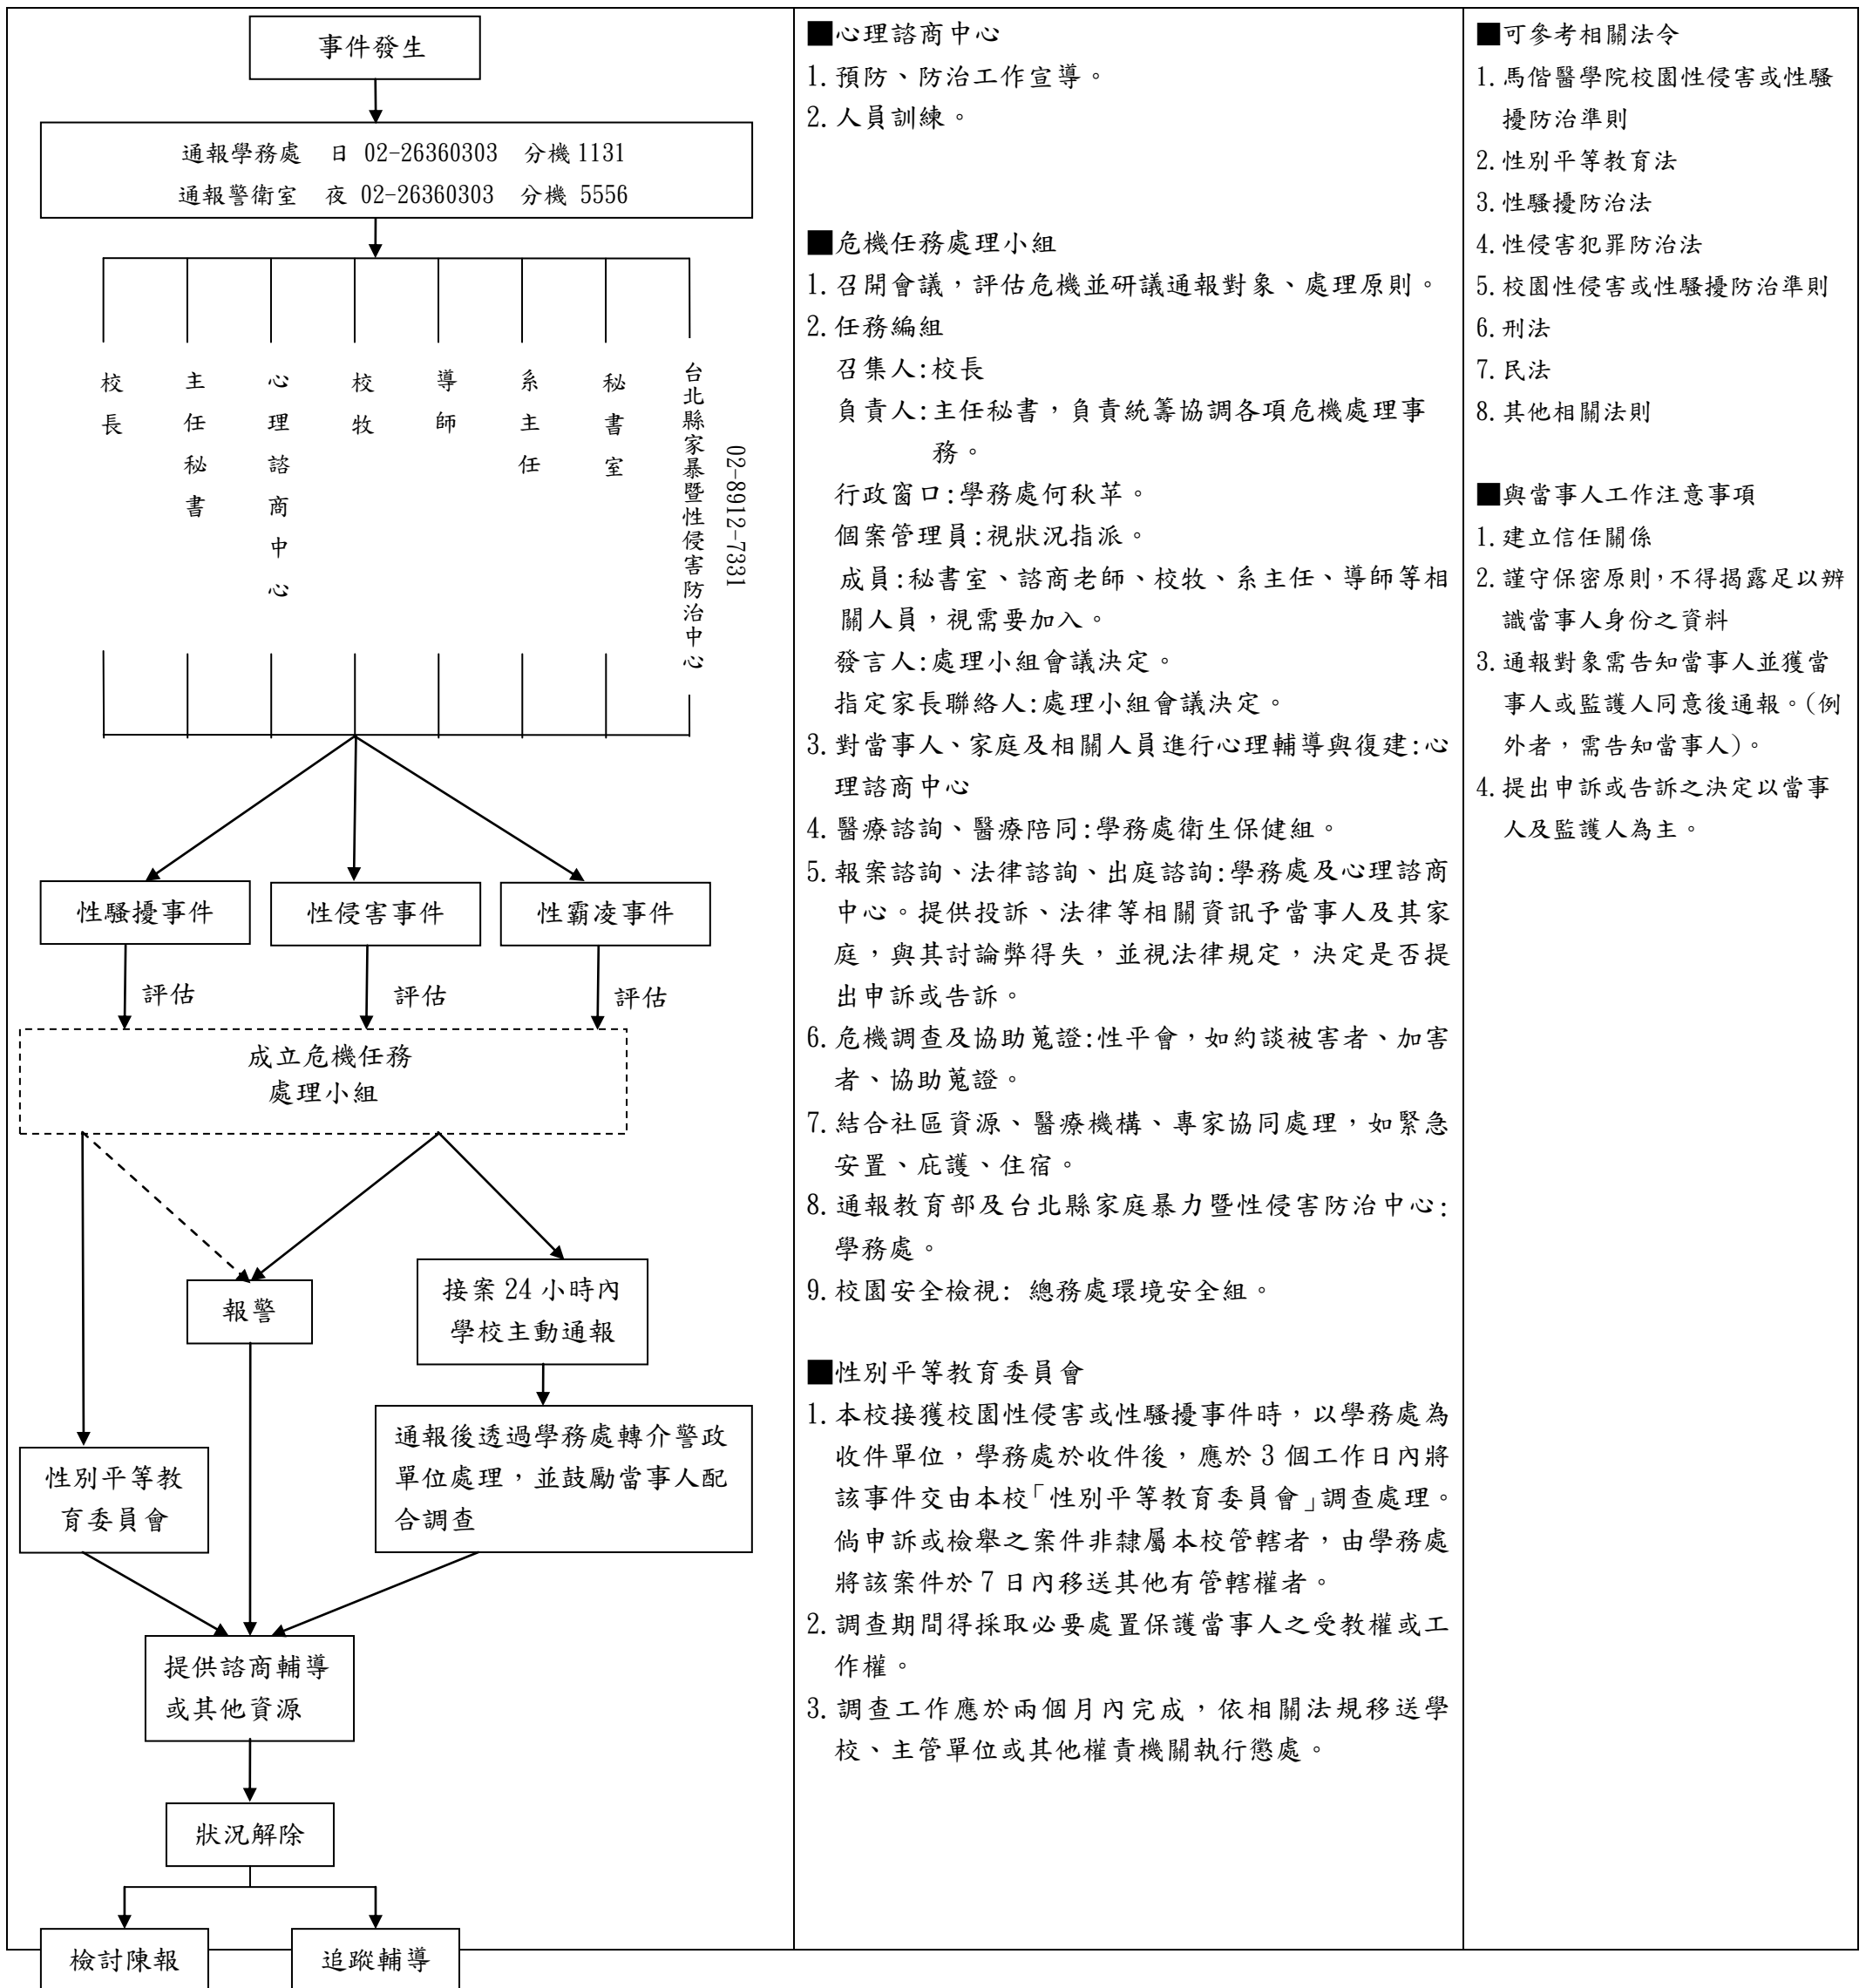 事件發生
通報學務處 日 02-26360303 分機 1131
通報警衛室 夜 02-26360303 分機 5556
校長
主任秘書
心理諮商中心
校牧
導師
系主任
秘書室
台北縣家暴暨性侵害防治中心
02-8912-7331
性騷擾事件
性侵害事件
性霸凌事件
評估
評估
評估
成立危機任務
處理小組
報警
接案 24 小時內
學校主動通報
性別平等教
育委員會
通報後透過學務處轉介警政
單位處理，並鼓勵當事人配
合調查
提供諮商輔導
或其他資源
狀況解除
檢討陳報
追蹤輔導
■心理諮商中心
1.預防、防治工作宣導。
2.人員訓練。
■危機任務處理小組
1.召開會議，評估危機並研議通報對象、處理原則。
2.任務編組
召集人:校長
負責人:主任秘書，負責統籌協調各項危機處理事
務。
行政窗口:學務處何秋苹。
個案管理員:視狀況指派。
成員:秘書室、諮商老師、校牧、系主任、導師等相
關人員，視需要加入。
發言人:處理小組會議決定。
指定家長聯絡人:處理小組會議決定。
3.對當事人、家庭及相關人員進行心理輔導與復建:心
理諮商中心
4.醫療諮詢、醫療陪同:學務處衛生保健組。
5.報案諮詢、法律諮詢、出庭諮詢:學務處及心理諮商
中心。提供投訴、法律等相關資訊予當事人及其家
庭，與其討論弊得失，並視法律規定，決定是否提
出申訴或告訴。
6.危機調查及協助蒐證:性平會，如約談被害者、加害
者、協助蒐證。
7.結合社區資源、醫療機構、專家協同處理，如緊急
安置、庇護、住宿。
8.通報教育部及台北縣家庭暴力暨性侵害防治中心:
學務處。
9.校園安全檢視: 總務處環境安全組。
■性別平等教育委員會
1.本校接獲校園性侵害或性騷擾事件時，以學務處為
收件單位，學務處於收件後，應於 3 個工作日內將
該事件交由本校「性別平等教育委員會」調查處理。
倘申訴或檢舉之案件非隸屬本校管轄者，由學務處
將該案件於 7 日內移送其他有管轄權者。
2.調查期間得採取必要處置保護當事人之受教權或工
作權。
3.調查工作應於兩個月內完成，依相關法規移送學
校、主管單位或其他權責機關執行懲處。
■可參考相關法令
1.馬偕醫學院校園性侵害或性騷
擾防治準則
2.性別平等教育法
3.性騷擾防治法
4.性侵害犯罪防治法
5.校園性侵害或性騷擾防治準則
6.刑法
7.民法
8.其他相關法則
■與當事人工作注意事項
1.建立信任關係
2.謹守保密原則,不得揭露足以辨
識當事人身份之資料
3.通報對象需告知當事人並獲當
事人或監護人同意後通報。(例
外者，需告知當事人)。
4.提出申訴或告訴之決定以當事
人及監護人為主。